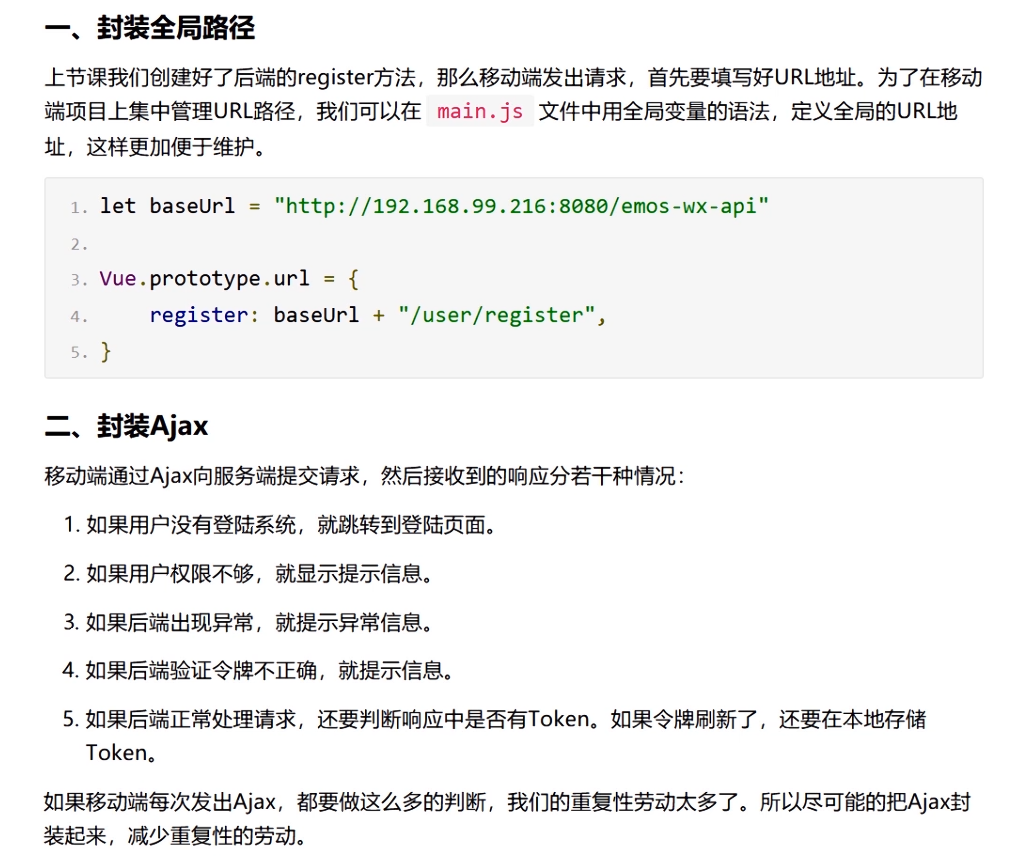 一、封装全局路径
上节课我们创建好了后端的register方法，那么移动端发出请求，首先要填写好URL地址。为了在移动
端项目上集中管理URL路径，我们可以在 main.js 文件中用全局变量的语法，定义全局的URL地
址，这样更加便于维护。
1. let baseUrl = "http://192.168.99.216:8080/emos-wx-api"
2.
3. Vue.prototype.url = {
4.     register: baseUrl + "/user/register",
5. }
二、封装Ajax
移动端通过Ajax向服务端提交请求，然后接收到的响应分若干种情况：
1. 如果用户没有登陆系统，就跳转到登陆页面。
2. 如果用户权限不够，就显示提示信息。
3. 如果后端出现异常，就提示异常信息。
4. 如果后端验证令牌不正确，就提示信息。
5. 如果后端正常处理请求，还要判断响应中是否有Token。如果令牌刷新了，还要在本地存储
Token。
如果移动端每次发出Ajax，都要做这么多的判断，我们的重复性劳动太多了。所以尽可能的把Ajax封
装起来，减少重复性的劳动。